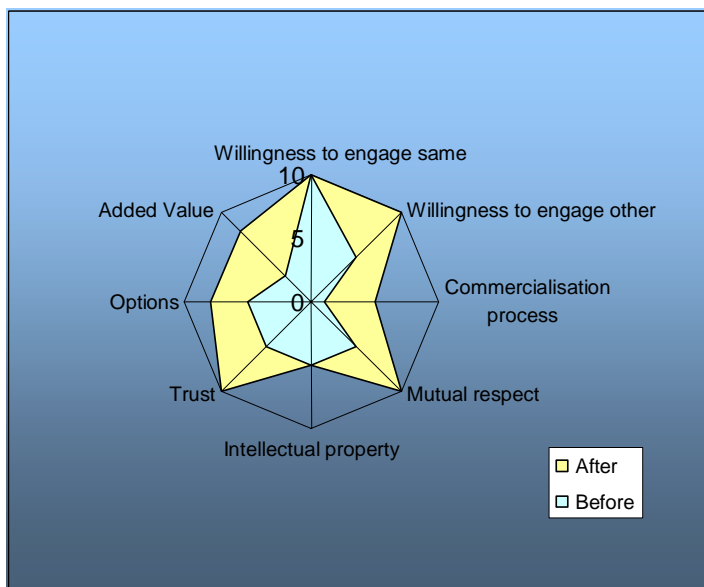 Willingness to engage same
10
Added Value
Willingness to engage other
5
Options
0
Commercialisation
process
Trust
Mutual respect
Intellectual property
After
Before